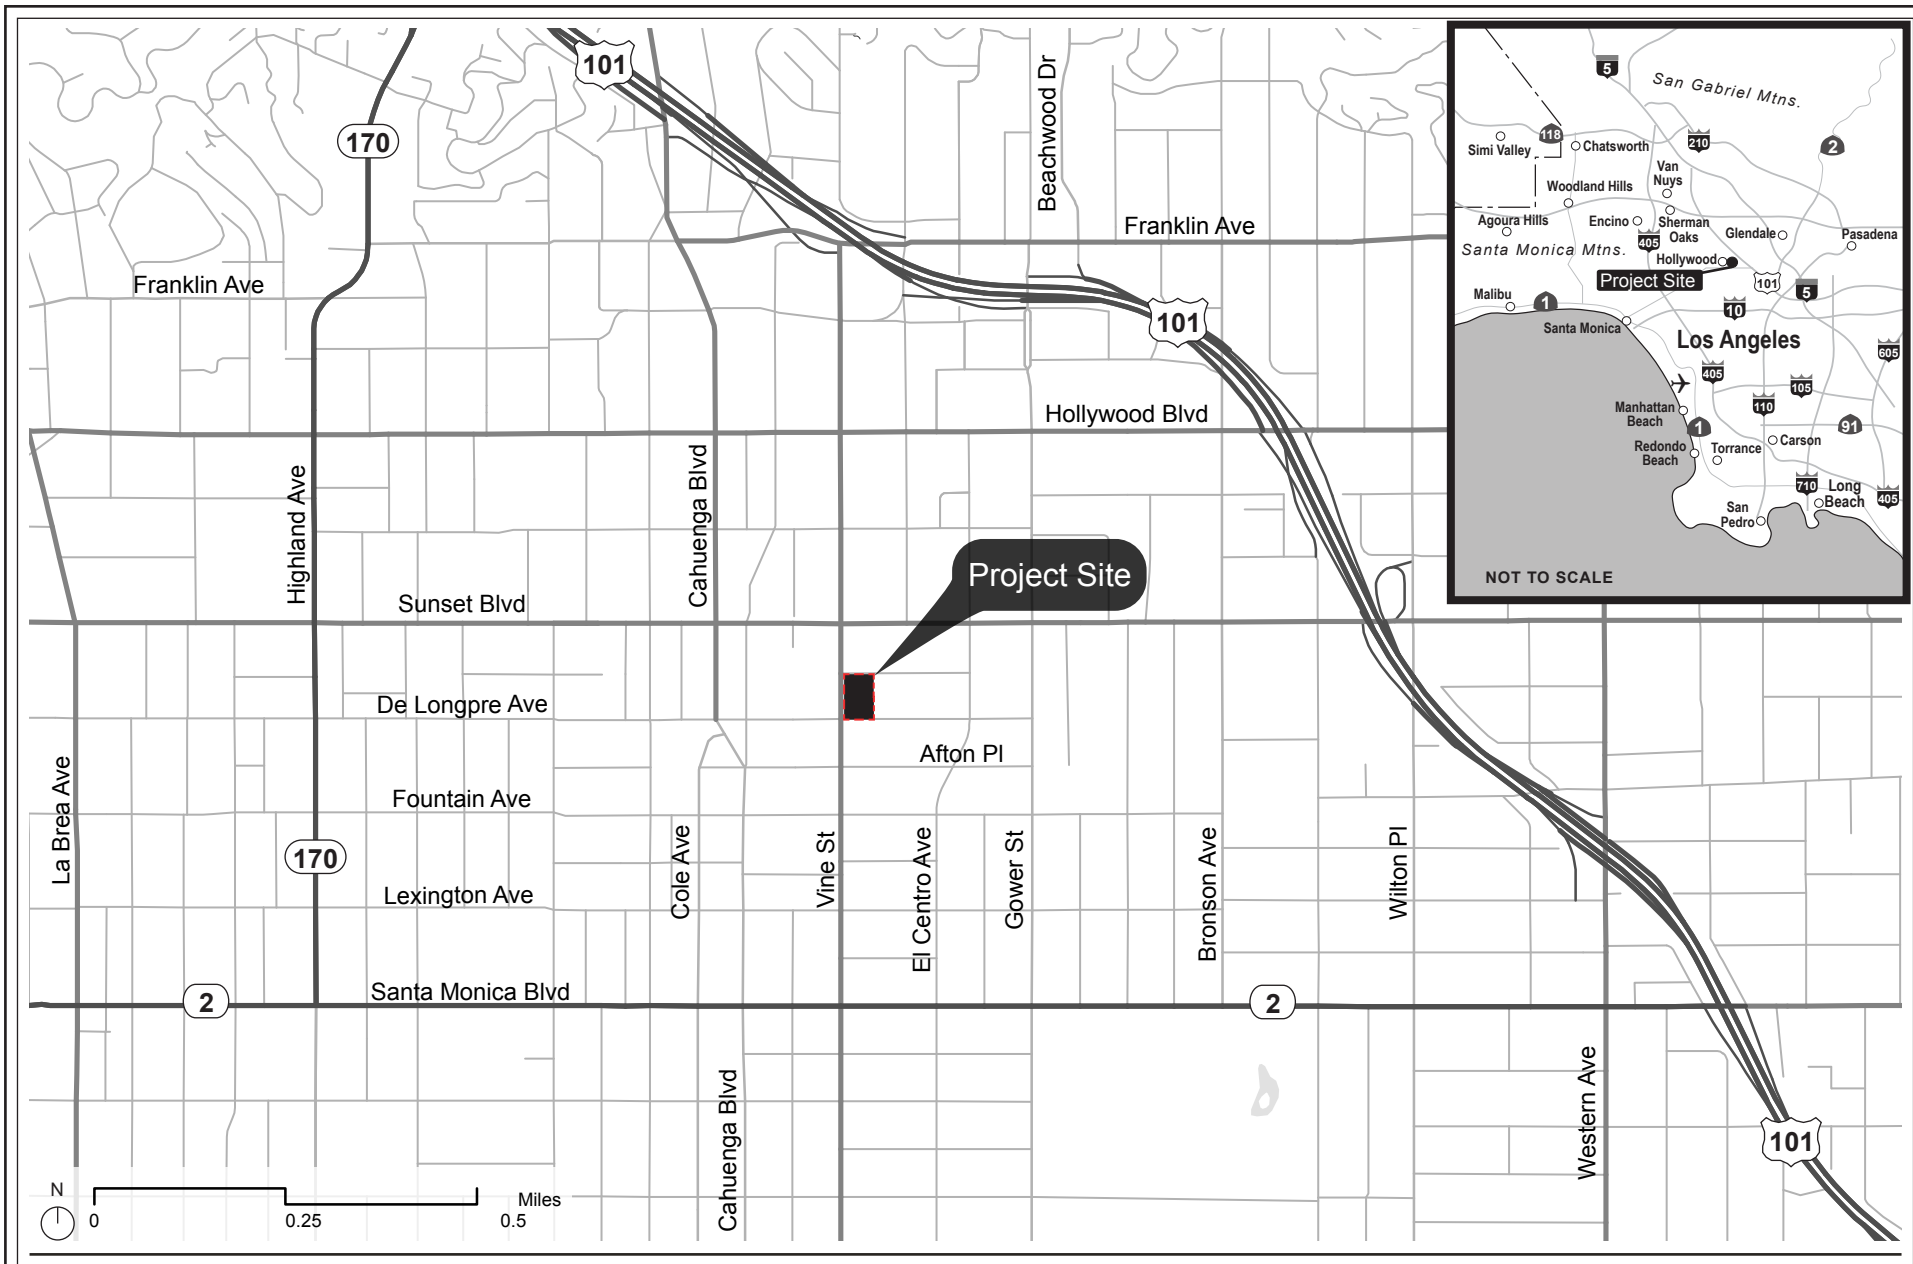 101
170
Beachwood Dr
Franklin Ave
Franklin Ave
101
Hollywood Blvd
Highland Ave
Cahuenga Blvd
Project Site
Sunset Blvd
De Longpre Ave
Afton Pl
La Brea Ave
Fountain Ave
170
Cole Ave
Vine St
El Centro Ave
Gower St
Bronson Ave
Wilton Pl
Lexington Ave
Santa Monica Blvd
2
2
Cahuenga Blvd
Western Ave
101
N
0
0.25
0.5
Miles
5
San Gabriel Mtns.
118
Simi Valley
Chatsworth
210
2
Van
Nuys
Woodland Hills
Agoura Hills
Encino
Sherman
Oaks
405
Glendale
Pasadena
Santa Monica Mtns.
Hollywood
Project Site
101
5
Malibu
1
10
Santa Monica
Los Angeles
605
405
105
Manhattan
Beach
110
1
91
Redondo
Beach
Torrance
Carson
710
Long
Beach
405
San
Pedro
NOT TO SCALE